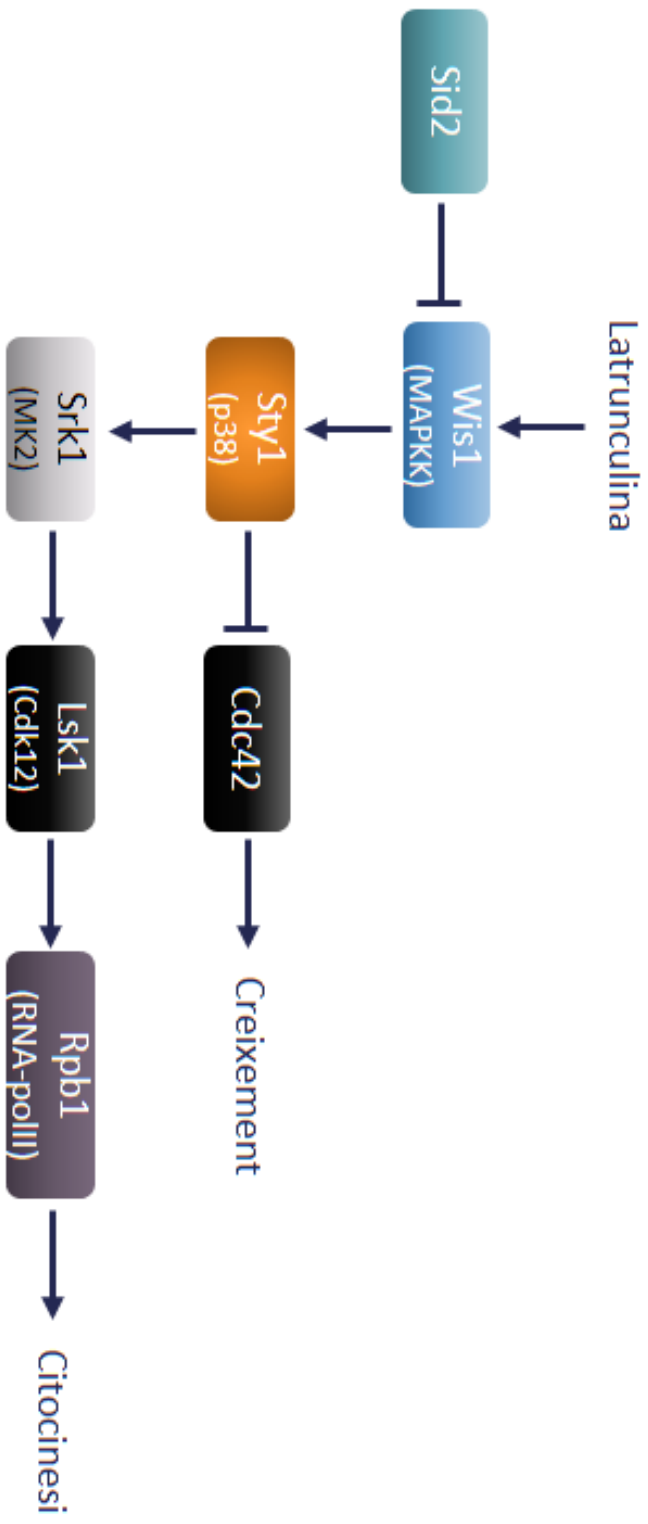 Latrunculina
Sid2
Wis1
(MAPKK)
Sty1
(p38)
Cdc42
Creixement
Srk1
(MK2)
Lsk1
(Cdk12)
Rpb1
(RNA-polII)
Citocinesi